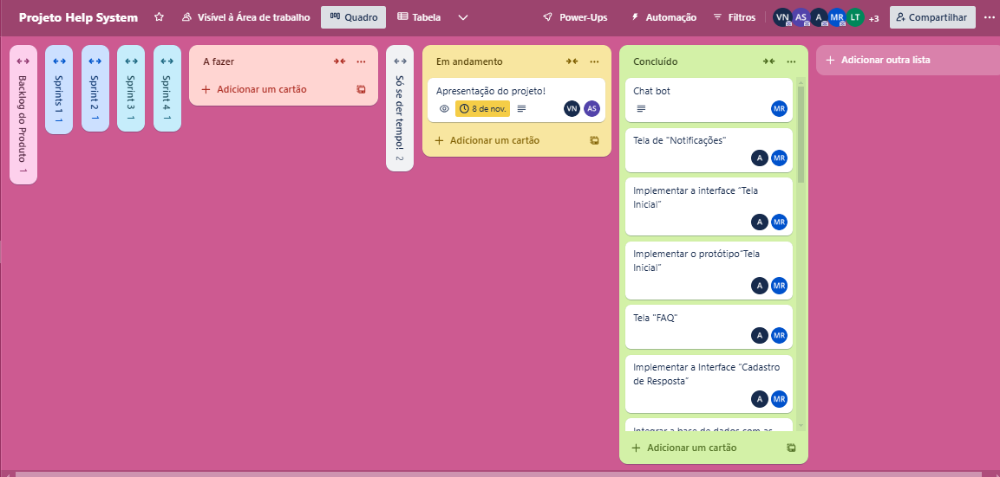 Projeto Help System
Visível à Área de trabalho
Quadro
Tabela
Power-Ups
Automação
Filtros
VN AS A MR LT +3
Compartilhar
Backlog do Produto 1
Sprints 1 1
Sprint 2 1
Sprint 3 1
Sprint 4 1
A fazer
Adicionar um cartão
Só se der tempo! 2
Em andamento
Apresentação do projeto!
8 de nov.
VN AS
Adicionar um cartão
Concluído
Chat bot
MR
Tela de "Notificações"
A MR
Implementar a interface "Tela
Inicial"
A MR
Implementar o protótipo"Tela
Inicial"
A MR
Tela "FAQ"
A MR
Implementar a Interface "Cadastro
de Resposta"
A MR
Integrar a base de dados com as
Adicionar um cartão
Adicionar outra lista